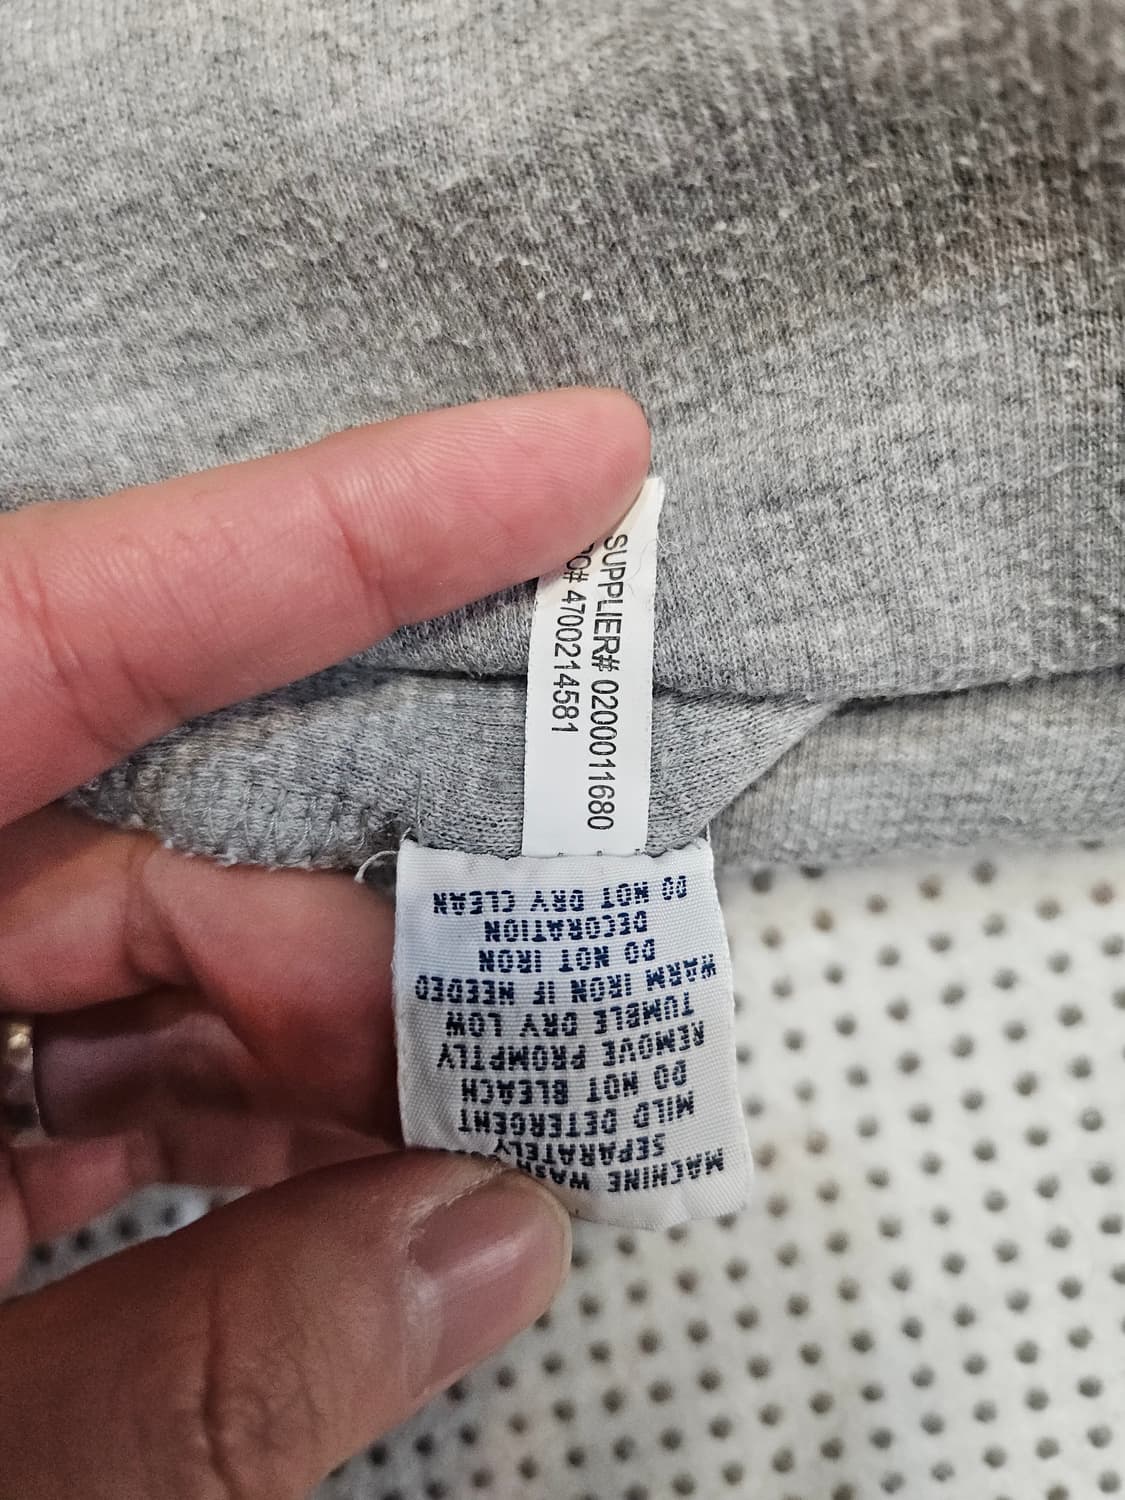 SUPPLIER# 0200011680
PO# 4700214581
MACHINE WASH
SEPARATELY
MILD DETERGENT
DO NOT BLEACH
REMOVE PROMPTLY
TUMBLE DRY LOW
WARM IRON IF NEEDED
DO NOT IRON
DECORATION
DO NOT DRY CLEAN